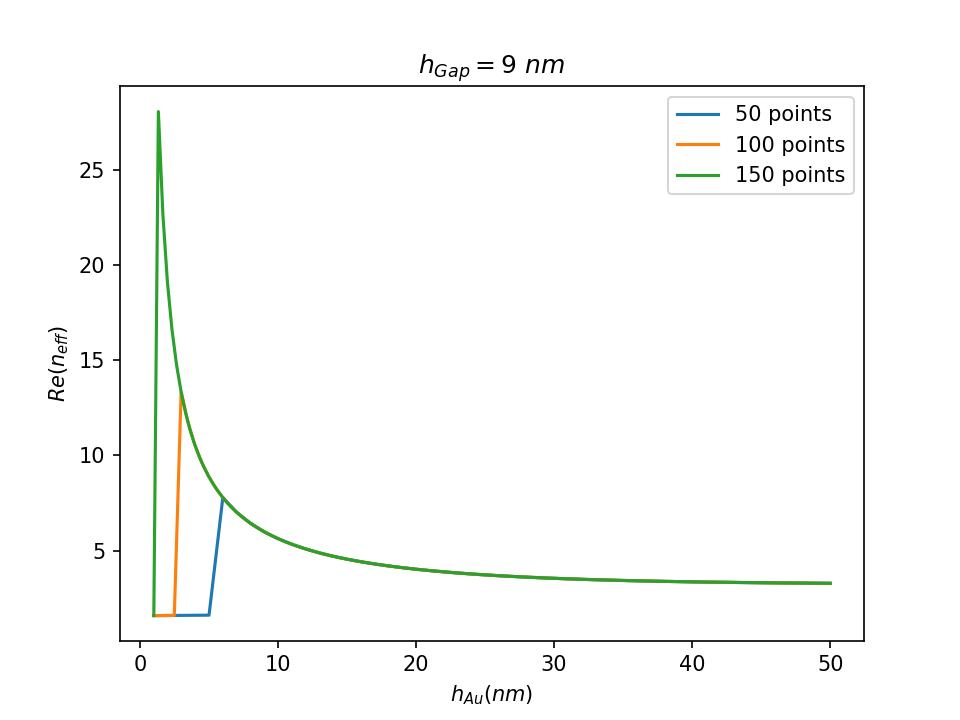 h_Gap = 9 nm
50 points
100 points
150 points
25
20
15
10
5
Re(n_eff)
0 10 20 30 40 50
h_Au(nm)